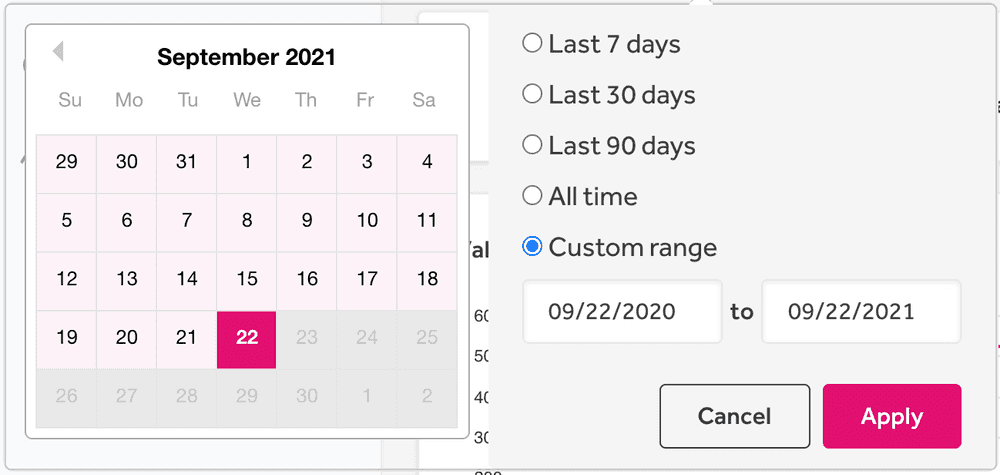 September 2021
Su Mo Tu We Th Fr Sa
29 30 31 1 2 3 4
5 6 7 8 9 10 11
12 13 14 15 16 17 18
19 20 21 22 23 24 25
26 27 28 29 30 1 2
Last 7 days
Last 30 days
Last 90 days
All time
Custom range
09/22/2020 to 09/22/2021
Cancel Apply